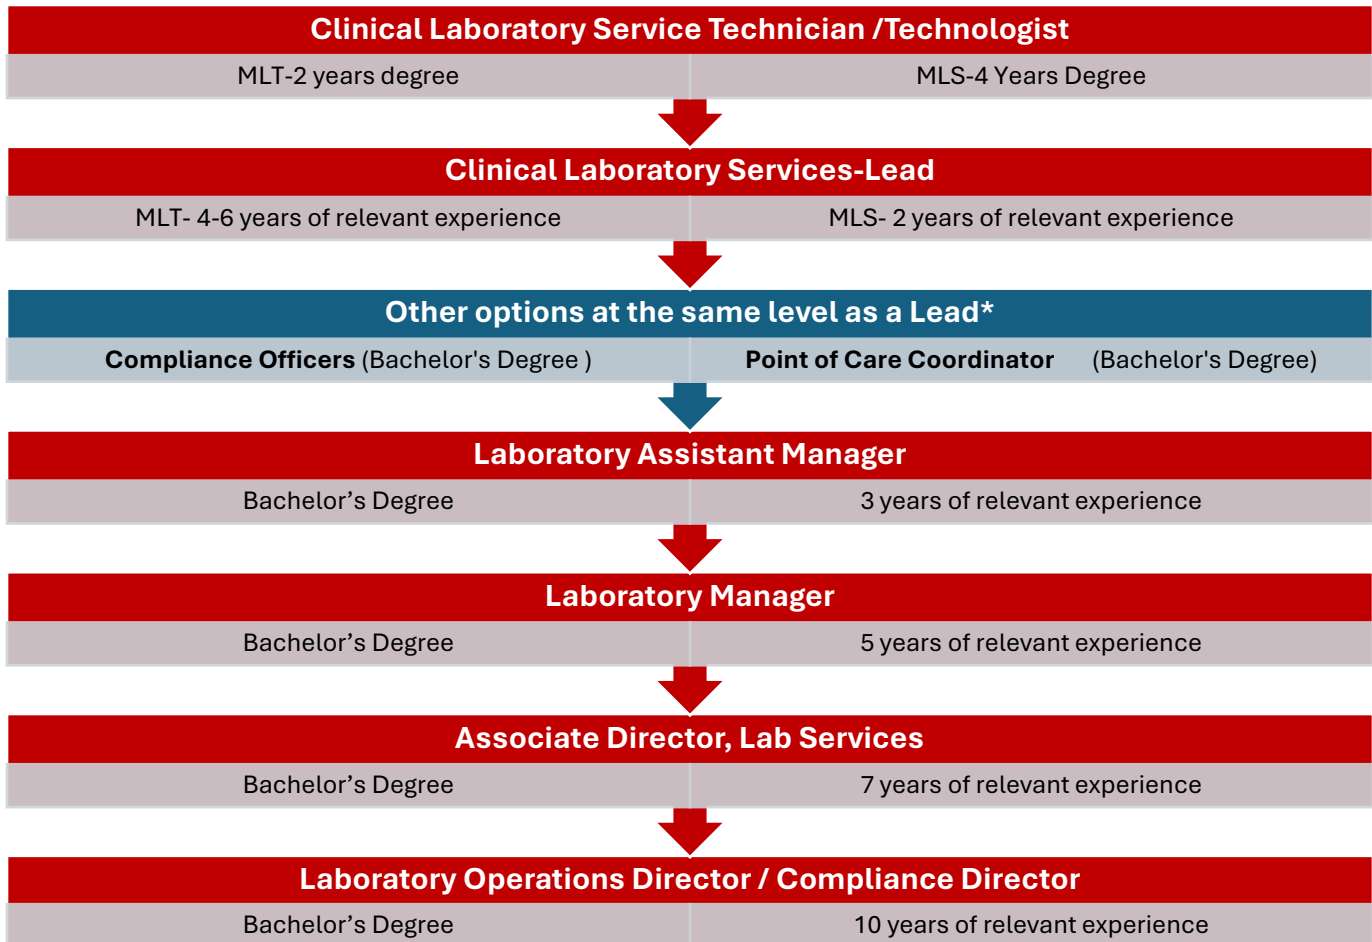 Clinical Laboratory Service Technician /Technologist
MLT-2 years degree
MLS-4 Years Degree
Clinical Laboratory Services-Lead
MLT- 4-6 years of relevant experience
MLS- 2 years of relevant experience
Other options at the same level as a Lead*
Compliance Officers (Bachelor's Degree )
Point of Care Coordinator (Bachelor's Degree)
Laboratory Assistant Manager
Bachelor’s Degree
3 years of relevant experience
Laboratory Manager
Bachelor’s Degree
5 years of relevant experience
Associate Director, Lab Services
Bachelor’s Degree
7 years of relevant experience
Laboratory Operations Director / Compliance Director
Bachelor’s Degree
10 years of relevant experience